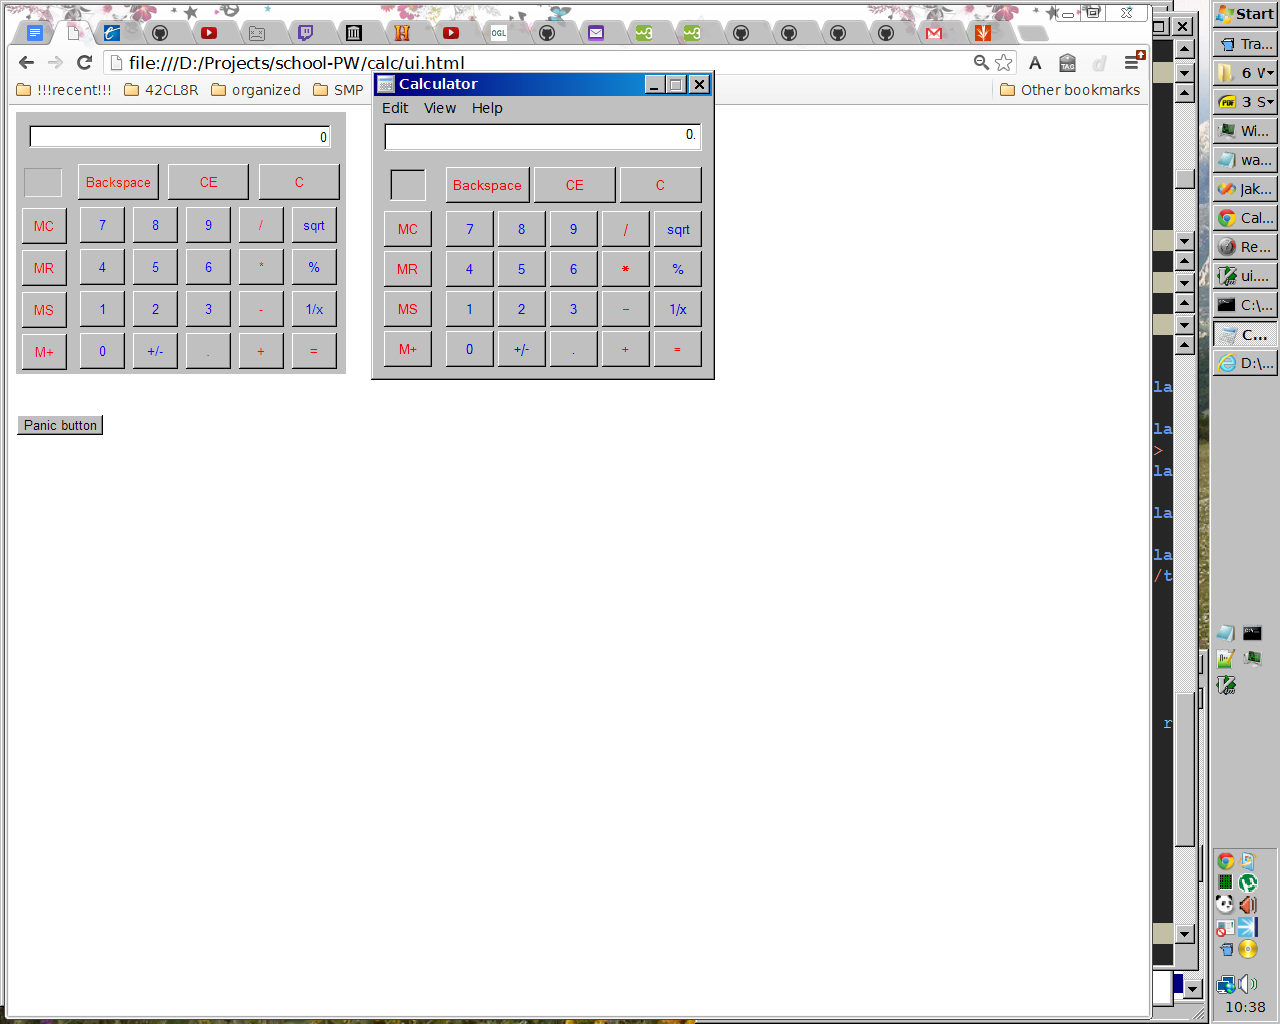 OGL
file:///D:/Projects/school-PW/calc/ui.html
TAG
!!!recent!!!
42CL8R
organized
SMP
Other bookmarks
0
Backspace CE C
MC 7 8 9 / sqrt
MR 4 5 6 * %
MS 1 2 3 - 1/x
M+ 0 +/- . + =
Panic button
Calculator
Edit View Help
0.
Backspace CE C
MC 7 8 9 / sqrt
MR 4 5 6 * %
MS 1 2 3 - 1/x
M+ 0 +/- . + =
la
la
>
la
la
la
/t
r
Start
Tra...
6 W
3 S
Wi...
wa...
Jak...
Cal...
Re...
ui....
C:\...
C...
D:\...
10:38